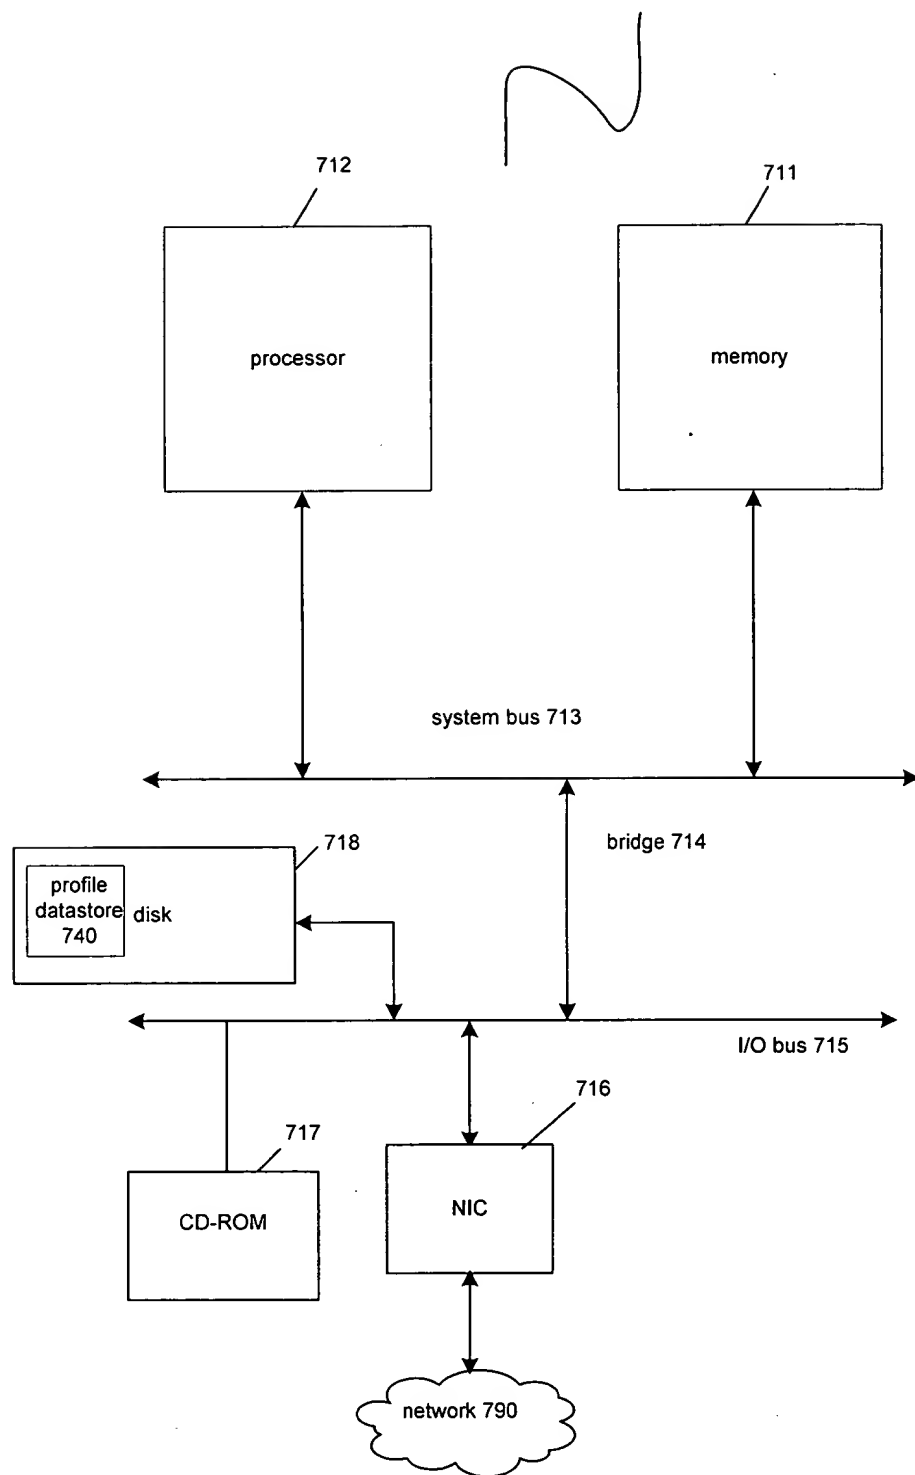 712
711
processor
memory
system bus 713
718
bridge 714
profile
datastore
740
disk
I/O bus 715
716
717
CD-ROM
NIC
network 790